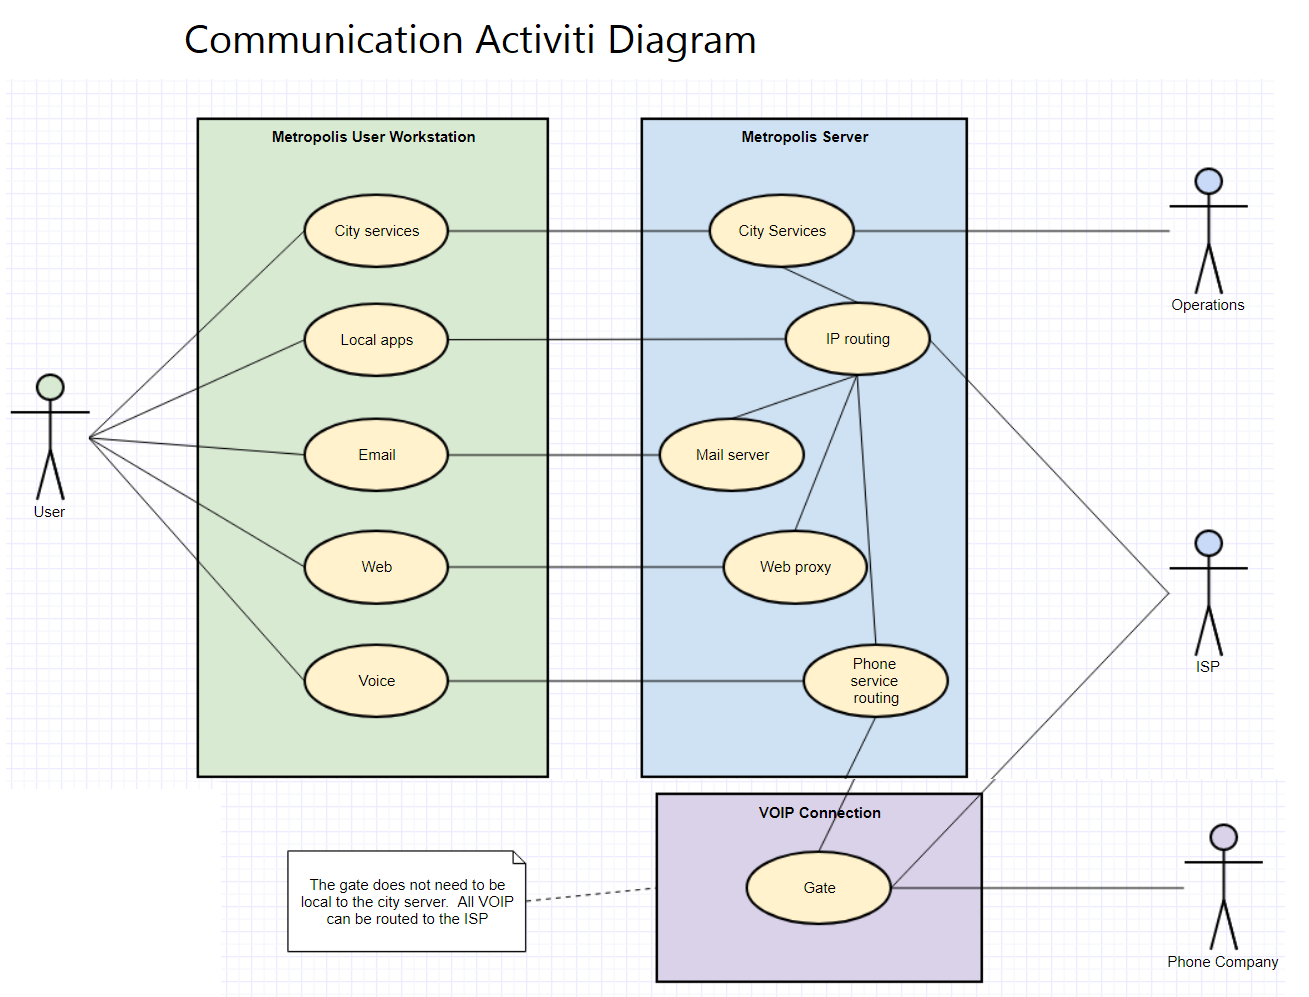 Communication Activiti Diagram
Metropolis User Workstation
Metropolis Server
City services
City Services
Operations
Local apps
IP routing
User
Email
Mail server
Web
Web proxy
ISP
Voice
Phone
service
routing
VOIP Connection
The gate does not need to be
local to the city server.  All VOIP
can be routed to the ISP
Gate
Phone Company